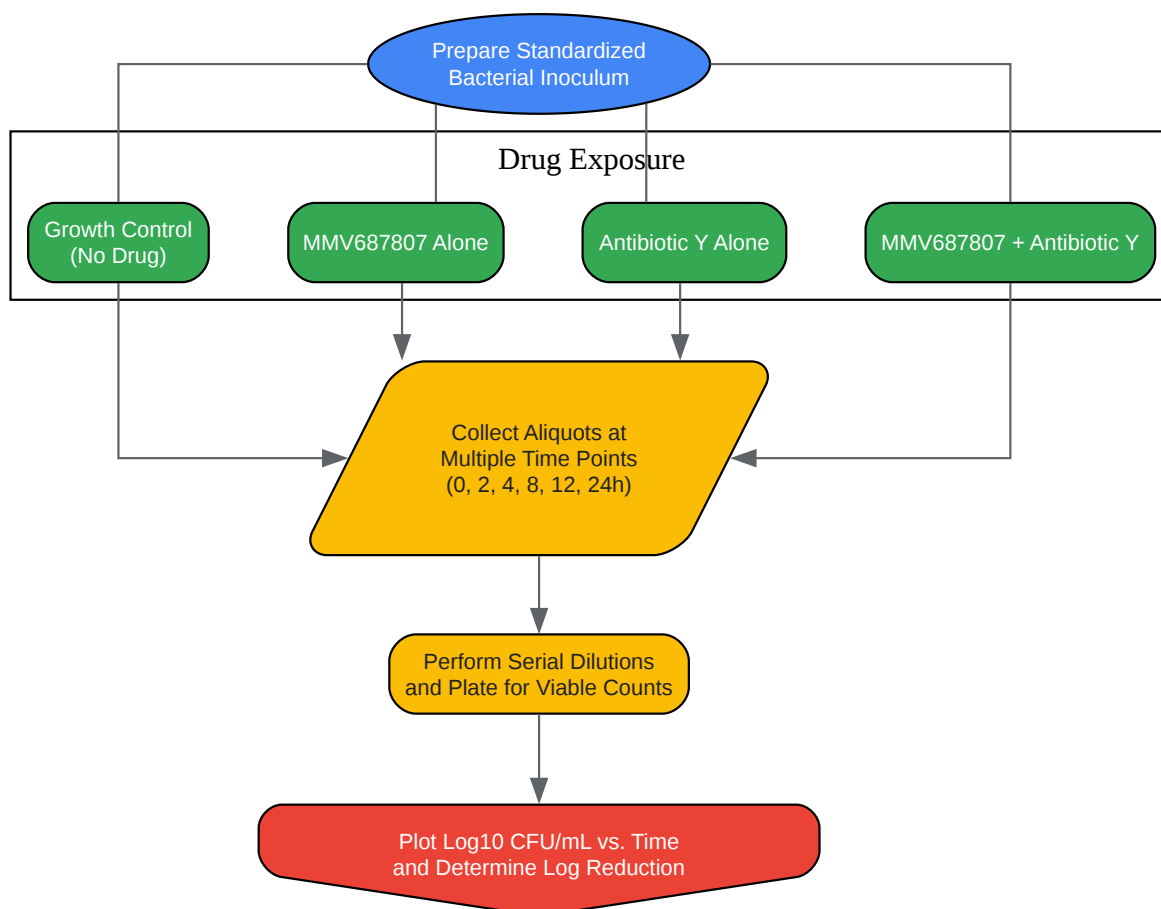 Prepare Standardized
Bacterial Inoculum
Drug Exposure
Growth Control
(No Drug)
MMV687807 Alone
Antibiotic Y Alone
MMV687807 + Antibiotic Y
Collect Aliquots at
Multiple Time Points
(0, 2, 4, 8, 12, 24h)
Perform Serial Dilutions
and Plate for Viable Counts
Plot Log10 CFU/mL vs. Time
and Determine Log Reduction